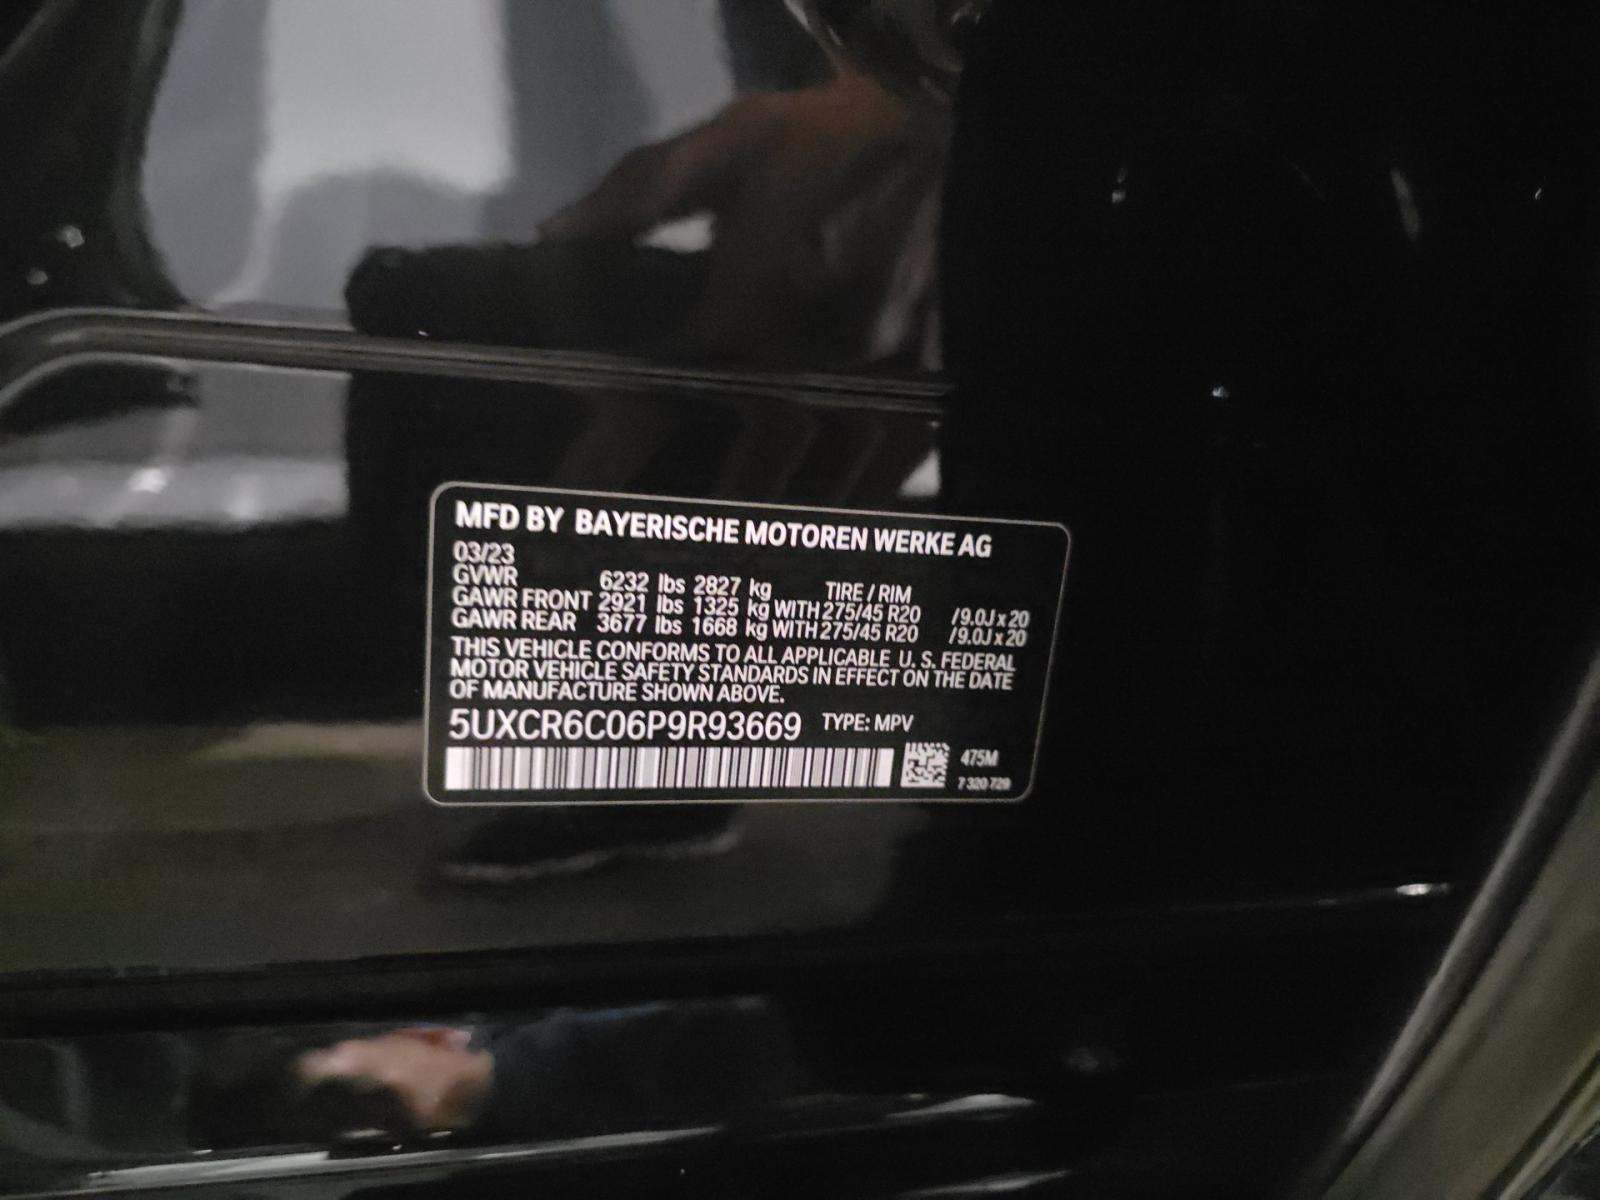 MFD BY BAYERISCHE MOTOREN WERKE AG
03/23
GVWR 6232 lbs 2827 kg TIRE / RIM
GAWR FRONT 2921 lbs 1325 kg WITH 275/45 R20 /9.0J x 20
GAWR REAR 3677 lbs 1668 kg WITH 275/45 R20 /9.0J x 20
THIS VEHICLE CONFORMS TO ALL APPLICABLE U. S. FEDERAL
MOTOR VEHICLE SAFETY STANDARDS IN EFFECT ON THE DATE
OF MANUFACTURE SHOWN ABOVE.
5UXCR6C06P9R93669 TYPE: MPV
475M
7 320 729